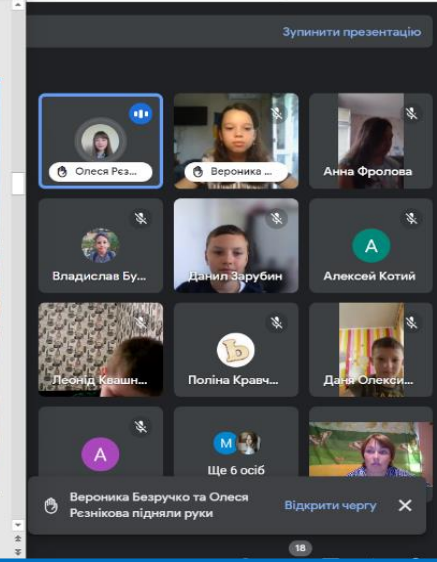 Зупинити презентацію
Олеся Рєз...
Вероника ...
Анна Фролова
Владислав Бу...
Данил Зарубин
А
Алексей Котий
Леонід Квашн...
Ь
Поліна Кравч...
Даня Олекси...
А
М
Ще 6 осіб
Вероника Безручко та Олеся
Рєзнікова підняли руки
Відкрити чергу
18